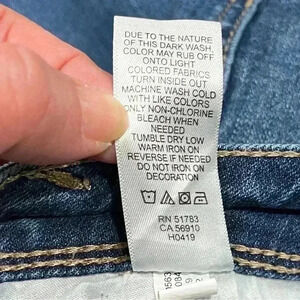 DUE TO THE NATURE
OF THIS DARK WASH,
COLOR MAY RUB OFF
ONTO LIGHT
COLORED FABRICS
TURN INSIDE OUT
MACHINE WASH COLD
WITH LIKE COLORS
ONLY NON-CHLORINE
BLEACH WHEN
NEEDED
TUMBLE DRY LOW
WARM IRON ON
REVERSE IF NEEDED
DO NOT IRON ON
DECORATION
RN 51783
CA 56910
H0419